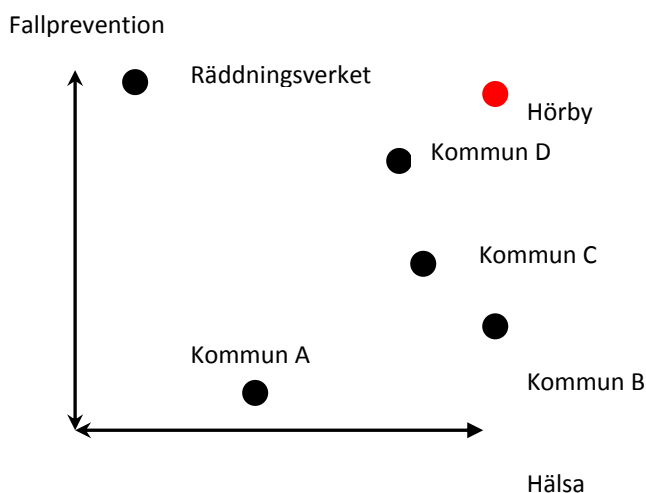 Fallprevention
Räddningsverket
Hörby
Kommun D
Kommun C
Kommun A
Kommun B
Hälsa